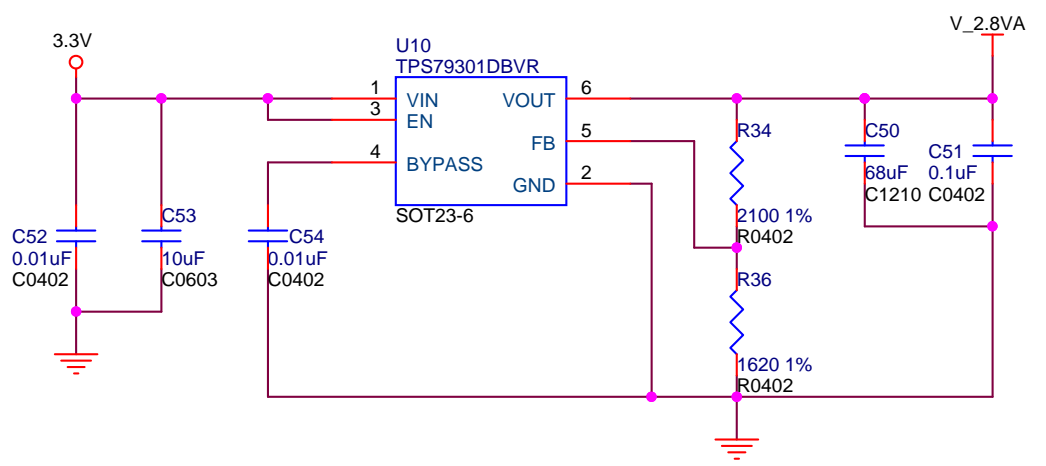 V_2.8VA
3.3V
U10
TPS79301DBVR
1
VIN
VOUT
6
3
EN
FB
5
4
BYPASS
GND
2
SOT23-6
R34
2100 1%
R0402
C50
68uF
C1210
C51
0.1uF
C0402
C52
0.01uF
C0402
C53
10uF
C0603
C54
0.01uF
C0402
R36
1620 1%
R0402